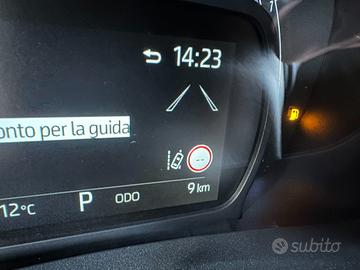 14:23
onto per la guida
--
12°C
P
ODO
9 km
subito